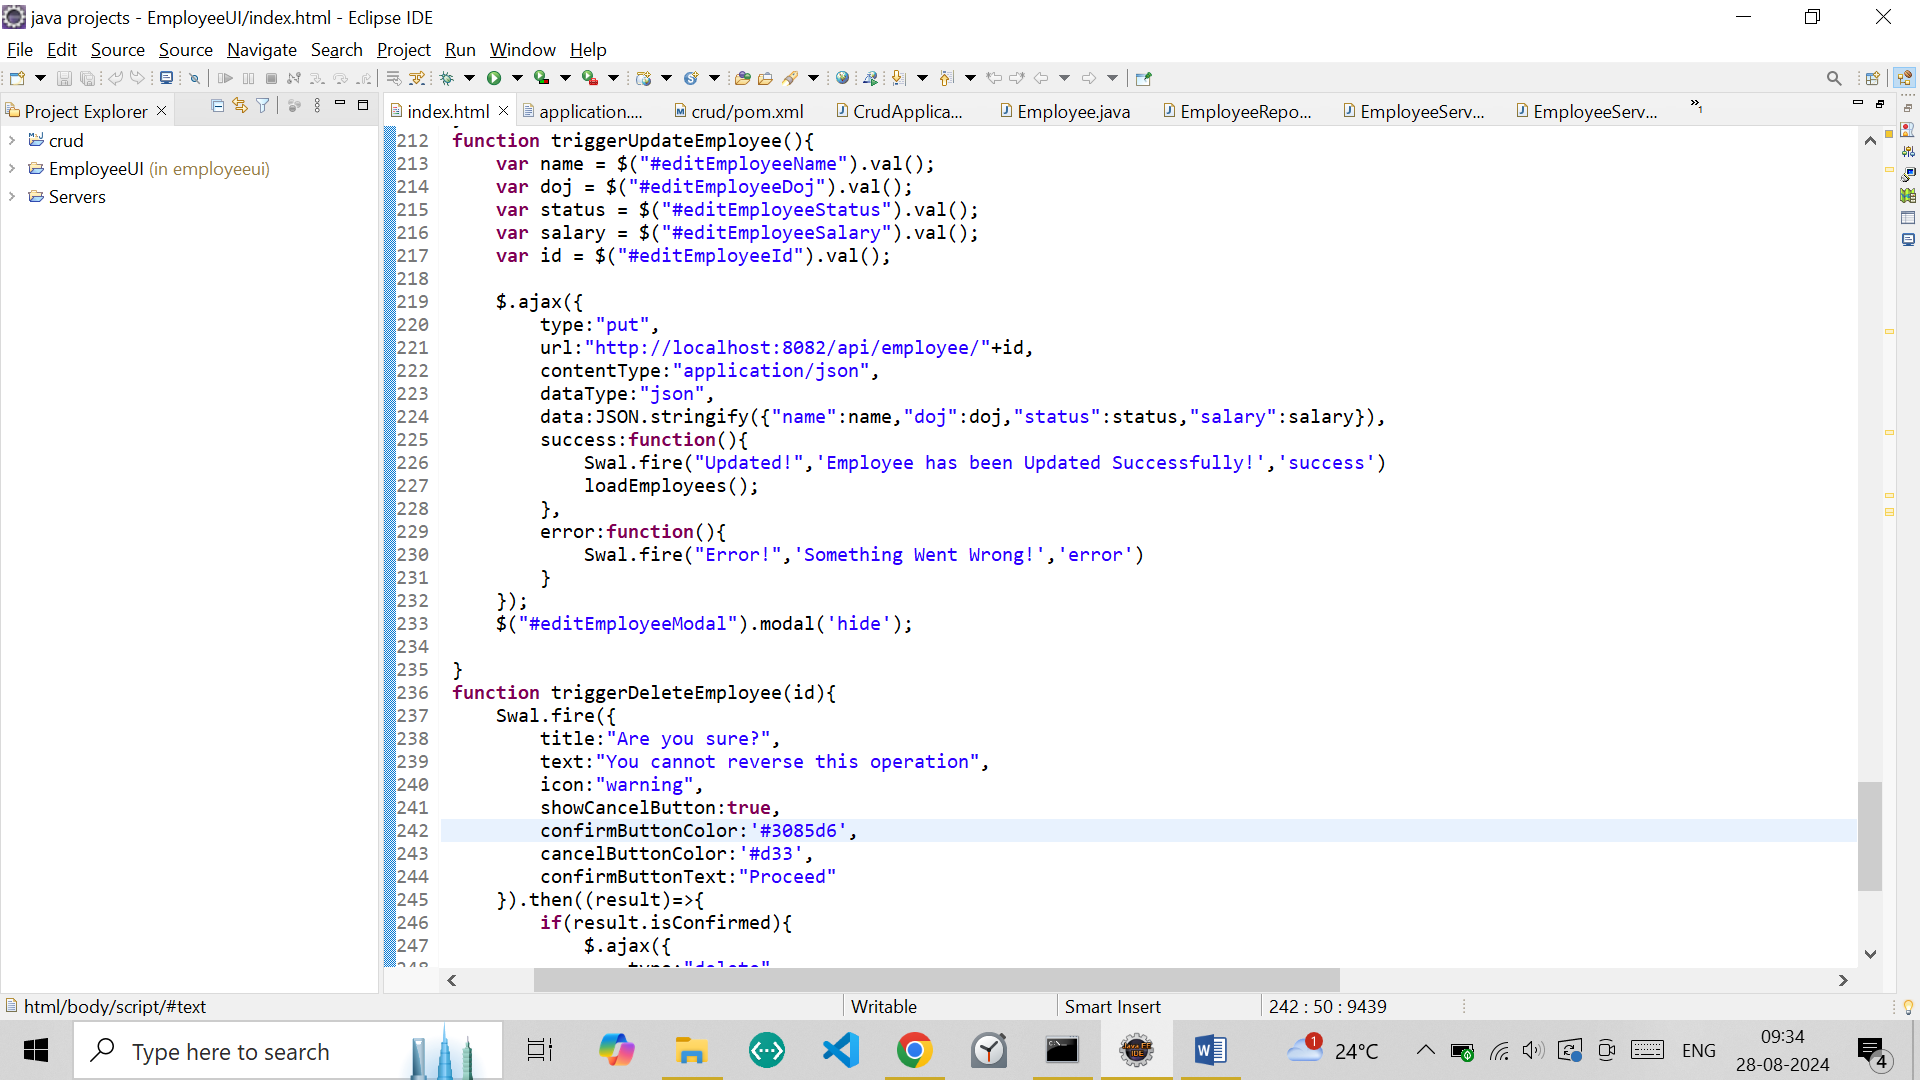 java projects - EmployeeUI/index.html - Eclipse IDE
File Edit Source Source Navigate Search Project Run Window Help
Project Explorer
index.html application.... crud/pom.xml CrudApplica... Employee.java EmployeeRepo... EmployeeServ... EmployeeServ... »1
crud
EmployeeUI (in employeeui)
Servers
212 function triggerUpdateEmployee(){
213 var name = $("#editEmployeeName").val();
214 var doj = $("#editEmployeeDoj").val();
215 var status = $("#editEmployeeStatus").val();
216 var salary = $("#editEmployeeSalary").val();
217 var id = $("#editEmployeeId").val();
218
219 $.ajax({
220 type:"put",
221 url:"http://localhost:8082/api/employee/"+id,
222 contentType:"application/json",
223 dataType:"json",
224 data:JSON.stringify({"name":name,"doj":doj,"status":status,"salary":salary}),
225 success:function(){
226 Swal.fire("Updated!",'Employee has been Updated Successfully!','success')
227 loadEmployees();
228 },
229 error:function(){
230 Swal.fire("Error!",'Something Went Wrong!','error')
231 }
232 });
233 $("#editEmployeeModal").modal('hide');
234
235 }
236 function triggerDeleteEmployee(id){
237 Swal.fire({
238 title:"Are you sure?",
239 text:"You cannot reverse this operation",
240 icon:"warning",
241 showCancelButton:true,
242 confirmButtonColor:'#3085d6',
243 cancelButtonColor:'#d33',
244 confirmButtonText:"Proceed"
245 }).then((result)=>{
246 if(result.isConfirmed){
247 $.ajax({
248 type:"delete"
html/body/script/#text Writable Smart Insert 242 : 50 : 9439
Type here to search
1 24°C ENG 09:34
28-08-2024
4